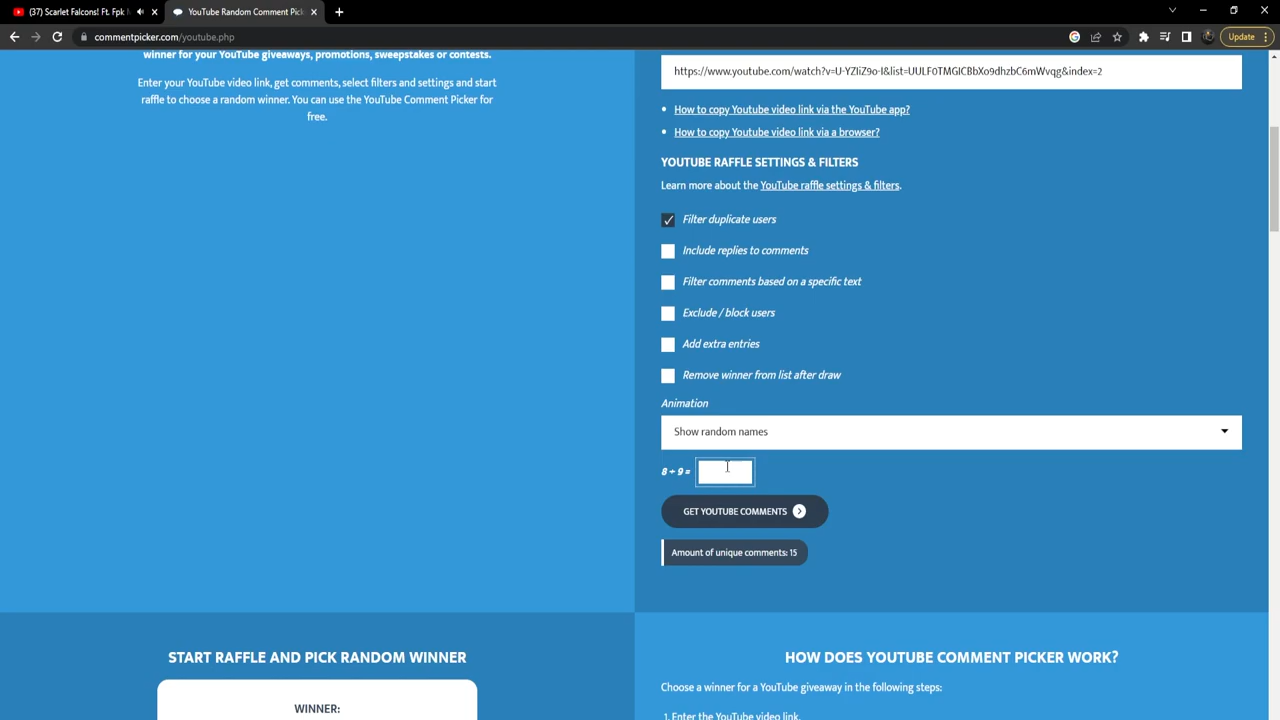 (37) Scarlet Falcons! Ft. Fpk
YouTube Random Comment Pick
commentpicker.com/youtube.php
Update
winner for your YouTube giveaways, promotions, sweepstakes or contests.
Enter your YouTube video link, get comments, select filters and settings and start
raffle to choose a random winner. You can use the YouTube Comment Picker for
free.
https://www.youtube.com/watch?v=U-YZIiZ9o-I&list=UULF0TMGICBbXo9dhzbC6mWvqg&index=2
How to copy Youtube video link via the YouTube app?
How to copy Youtube video link via a browser?
YOUTUBE RAFFLE SETTINGS & FILTERS
Learn more about the YouTube raffle settings & filters.
Filter duplicate users
Include replies to comments
Filter comments based on a specific text
Exclude / block users
Add extra entries
Remove winner from list after draw
Animation
Show random names
8 + 9 =
GET YOUTUBE COMMENTS
Amount of unique comments: 15
START RAFFLE AND PICK RANDOM WINNER
WINNER:
HOW DOES YOUTUBE COMMENT PICKER WORK?
Choose a winner for a YouTube giveaway in the following steps:
1. Enter the YouTube video link.